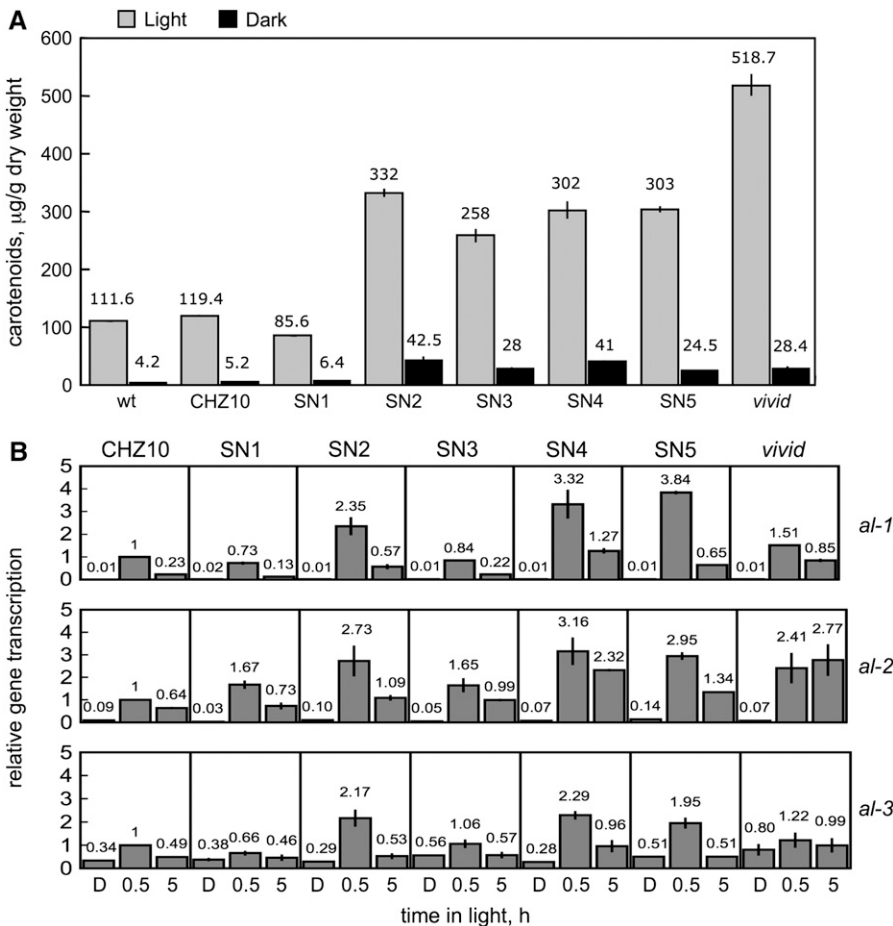 A
Light Dark
carotenoids, µg/g dry weight
600
500
400
300
200
100
0
111.6 4.2 119.4 5.2 85.6 6.4 332 42.5 258 28 302 41 303 24.5 518.7 28.4
wt CHZ10 SN1 SN2 SN3 SN4 SN5 vivid
B
CHZ10 SN1 SN2 SN3 SN4 SN5 vivid
relative gene transcription
5
4
3
2
1
0
0.01 1 0.23 0.02 0.73 0.13 0.01 2.35 0.57 0.01 0.84 0.22 0.01 3.32 1.27 0.01 3.84 0.65 0.01 1.51 0.85
al-1
5
4
3
2
1
0
0.09 1 0.64 0.03 1.67 0.73 0.10 2.73 1.09 0.05 1.65 0.99 0.07 3.16 2.32 0.14 2.95 1.34 0.07 2.41 2.77
al-2
5
4
3
2
1
0
0.34 1 0.49 0.38 0.66 0.46 0.29 2.17 0.53 0.56 1.06 0.57 0.28 2.29 0.96 0.51 1.95 0.51 0.80 1.22 0.99
al-3
D 0.5 5 D 0.5 5 D 0.5 5 D 0.5 5 D 0.5 5 D 0.5 5 D 0.5 5
time in light, h